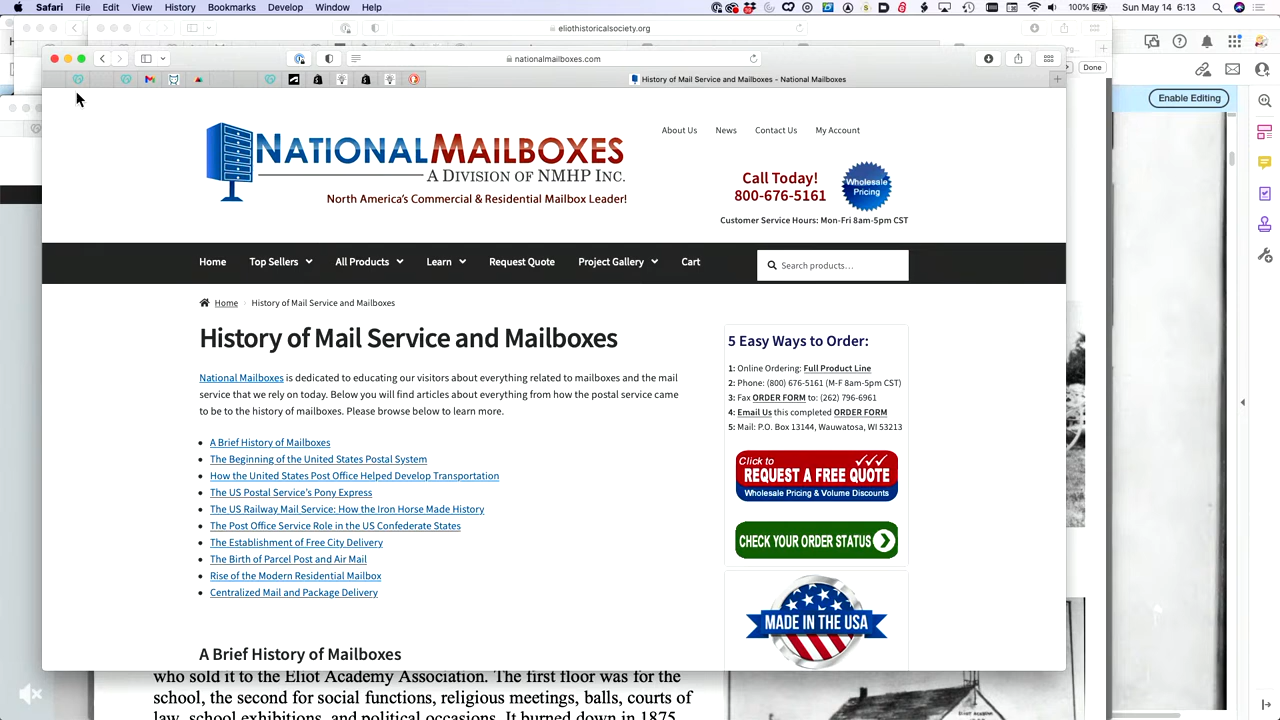 Safari File Edit View History Bookmarks Develop Window Help 100% Sun May 14 6:13
eliothistoricalsociety.org
nationalmailboxes.com
History of Mail Service and Mailboxes - National Mailboxes
Done
Enable Editing
About Us News Contact Us My Account
NATIONALMAILBOXES
A DIVISION OF NMHP INC.
North America's Commercial & Residential Mailbox Leader!
Call Today!
800-676-5161
Wholesale
Pricing
Customer Service Hours: Mon-Fri 8am-5pm CST
Home Top Sellers All Products Learn Request Quote Project Gallery Cart
Search products…
Home History of Mail Service and Mailboxes
History of Mail Service and Mailboxes
National Mailboxes is dedicated to educating our visitors about everything related to mailboxes and the mail
service that we rely on today. Below you will find articles about everything from how the postal service came
to be to the history of mailboxes. Please browse below to learn more.
A Brief History of Mailboxes
The Beginning of the United States Postal System
How the United States Post Office Helped Develop Transportation
The US Postal Service's Pony Express
The US Railway Mail Service: How the Iron Horse Made History
The Post Office Service Role in the US Confederate States
The Establishment of Free City Delivery
The Birth of Parcel Post and Air Mail
Rise of the Modern Residential Mailbox
Centralized Mail and Package Delivery
A Brief History of Mailboxes
5 Easy Ways to Order:
1: Online Ordering: Full Product Line
2: Phone: (800) 676-5161 (M-F 8am-5pm CST)
3: Fax ORDER FORM to: (262) 796-6961
4: Email Us this completed ORDER FORM
5: Mail: P.O. Box 13144, Wauwatosa, WI 53213
Click to
REQUEST A FREE QUOTE
Wholesale Pricing & Volume Discounts
CHECK YOUR ORDER STATUS
MADE IN THE USA
who sold it to the Eliot Academy Association. The first floor was for the
school, the second for social functions, religious meetings, balls, courts of
law, school exhibitions, and political occasions. It burned down in 1875.